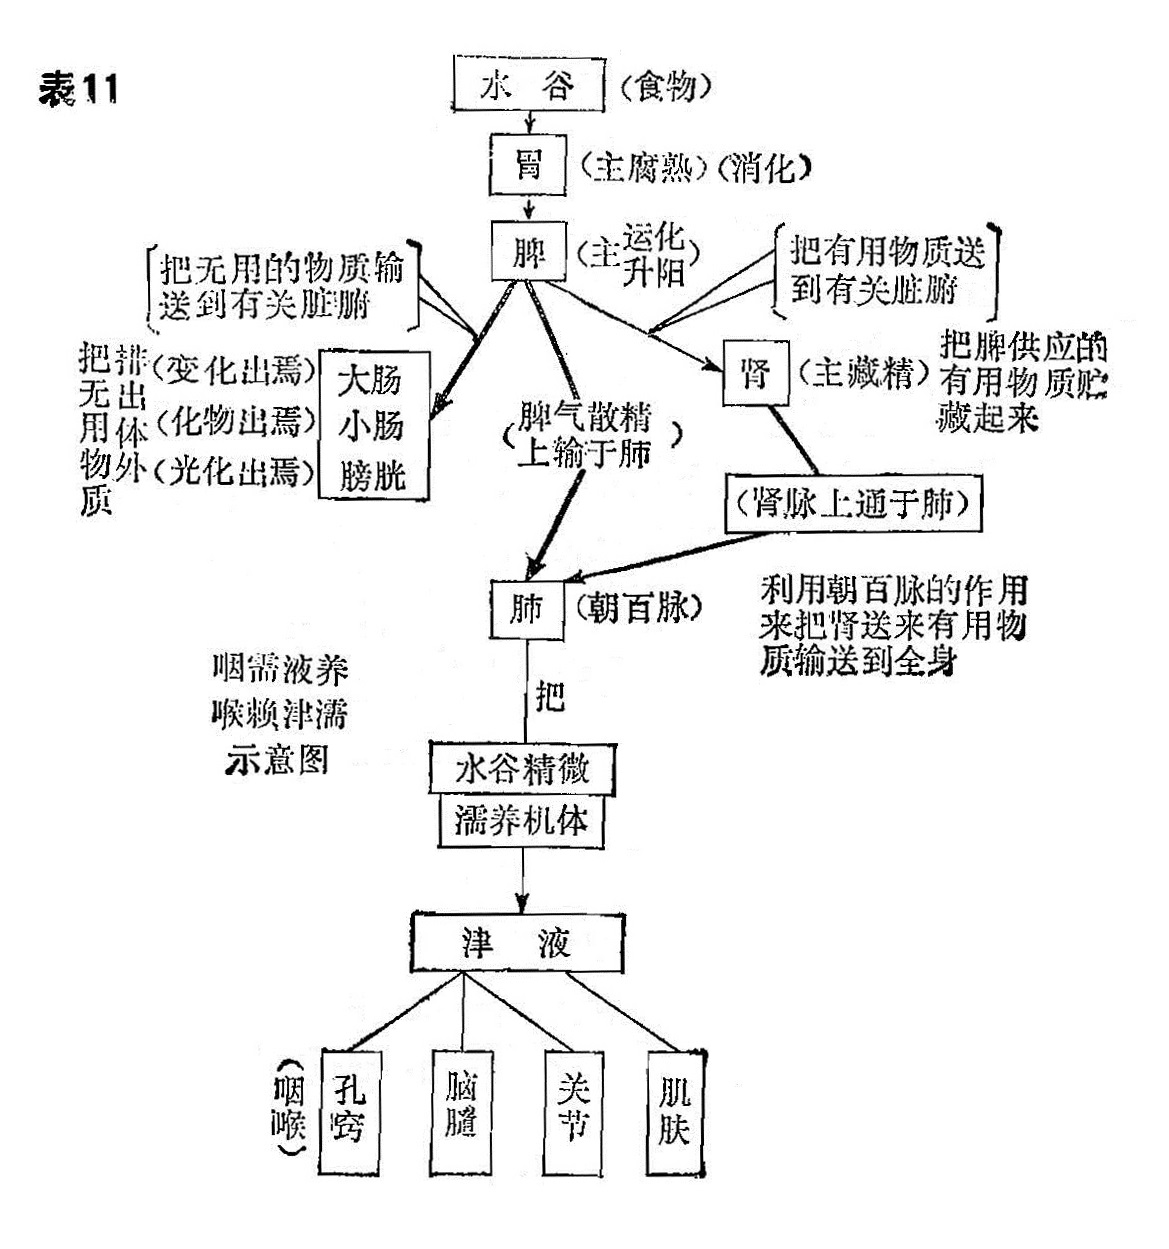 表11
水 谷 (食物)
胃 (主腐熟)(消化)
脾 (主运化
升阳)
把无用的物质输
送到有关脏腑
把有用物质送
到有关脏腑
把无用物质
排出体外
(变化出焉) 大肠
(化物出焉) 小肠
(光化出焉) 膀胱
(脾气散精
上输于肺)
肾 (主藏精)
把脾供应的
有用物质贮
藏起来
(肾脉上通于肺)
肺 (朝百脉)
利用朝百脉的作用
来把肾送来有用物
质输送到全身
把
咽需液养
喉赖津濡
示意图
水谷精微
濡养机体
津 液
(咽喉)
孔窍
脑髓
关节
肌肤